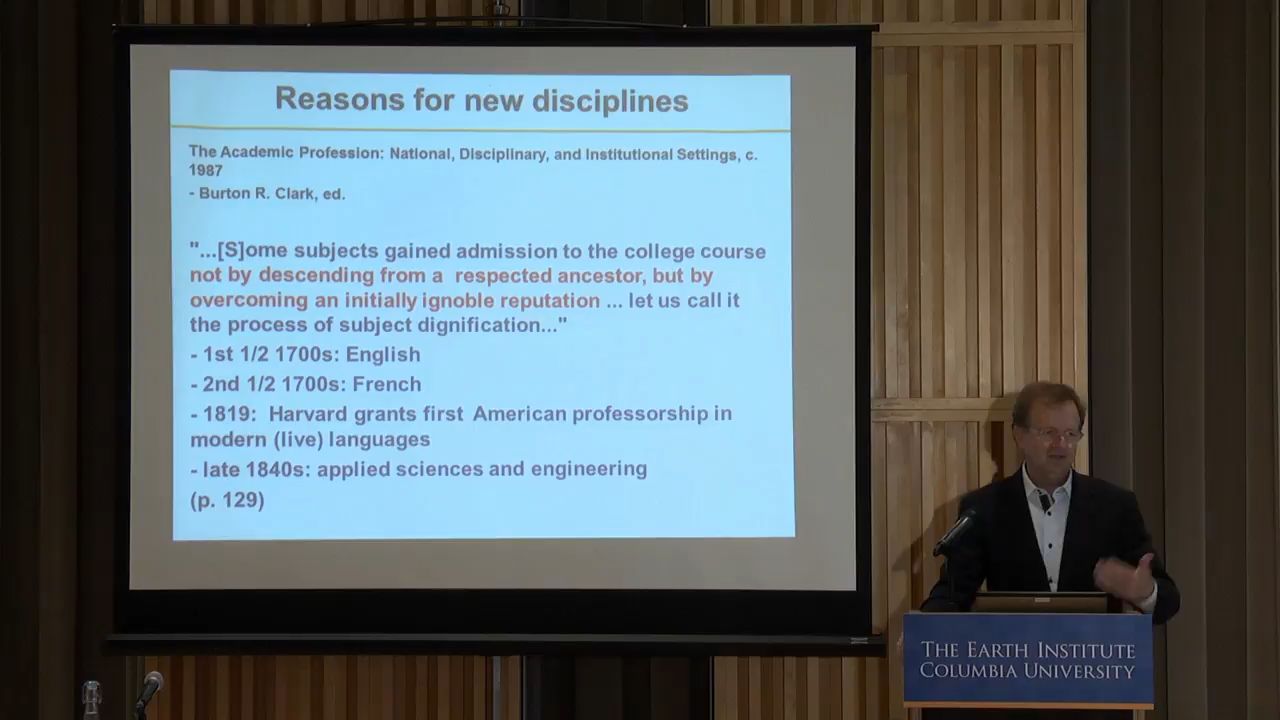 Reasons for new disciplines
The Academic Profession: National, Disciplinary, and Institutional Settings, c.
1987
- Burton R. Clark, ed.
"...[S]ome subjects gained admission to the college course
not by descending from a respected ancestor, but by
overcoming an initially ignoble reputation ... let us call it
the process of subject dignification..."
- 1st 1/2 1700s: English
- 2nd 1/2 1700s: French
- 1819: Harvard grants first American professorship in
modern (live) languages
- late 1840s: applied sciences and engineering
(p. 129)
THE EARTH INSTITUTE
COLUMBIA UNIVERSITY